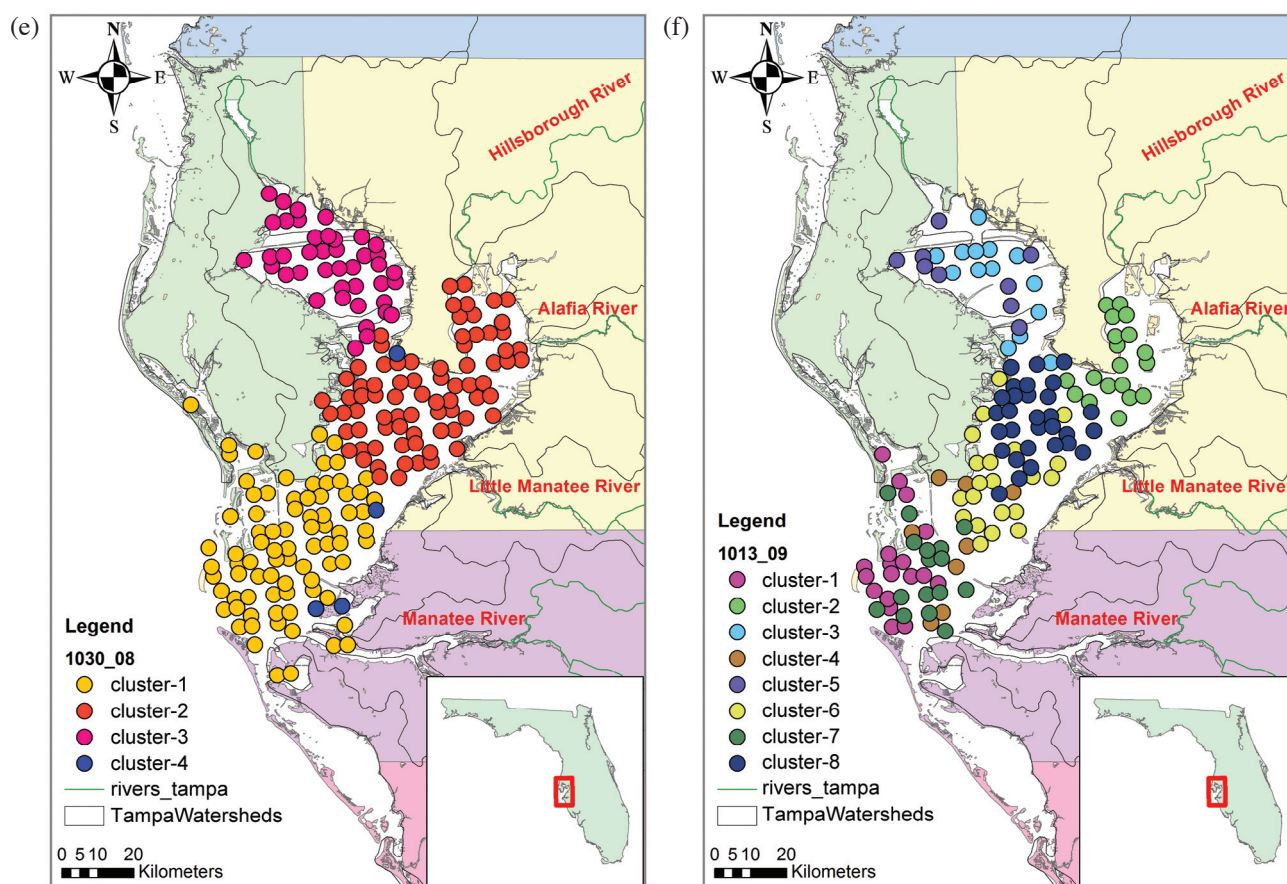 (e)
N
W E
S
Hillsborough River
Alafia River
Little Manatee River
Manatee River
Legend
1030_08
cluster-1
cluster-2
cluster-3
cluster-4
rivers_tampa
TampaWatersheds
0 5 10 20
Kilometers
(f)
N
W E
S
Hillsborough River
Alafia River
Little Manatee River
Manatee River
Legend
1013_09
cluster-1
cluster-2
cluster-3
cluster-4
cluster-5
cluster-6
cluster-7
cluster-8
rivers_tampa
TampaWatersheds
0 5 10 20
Kilometers